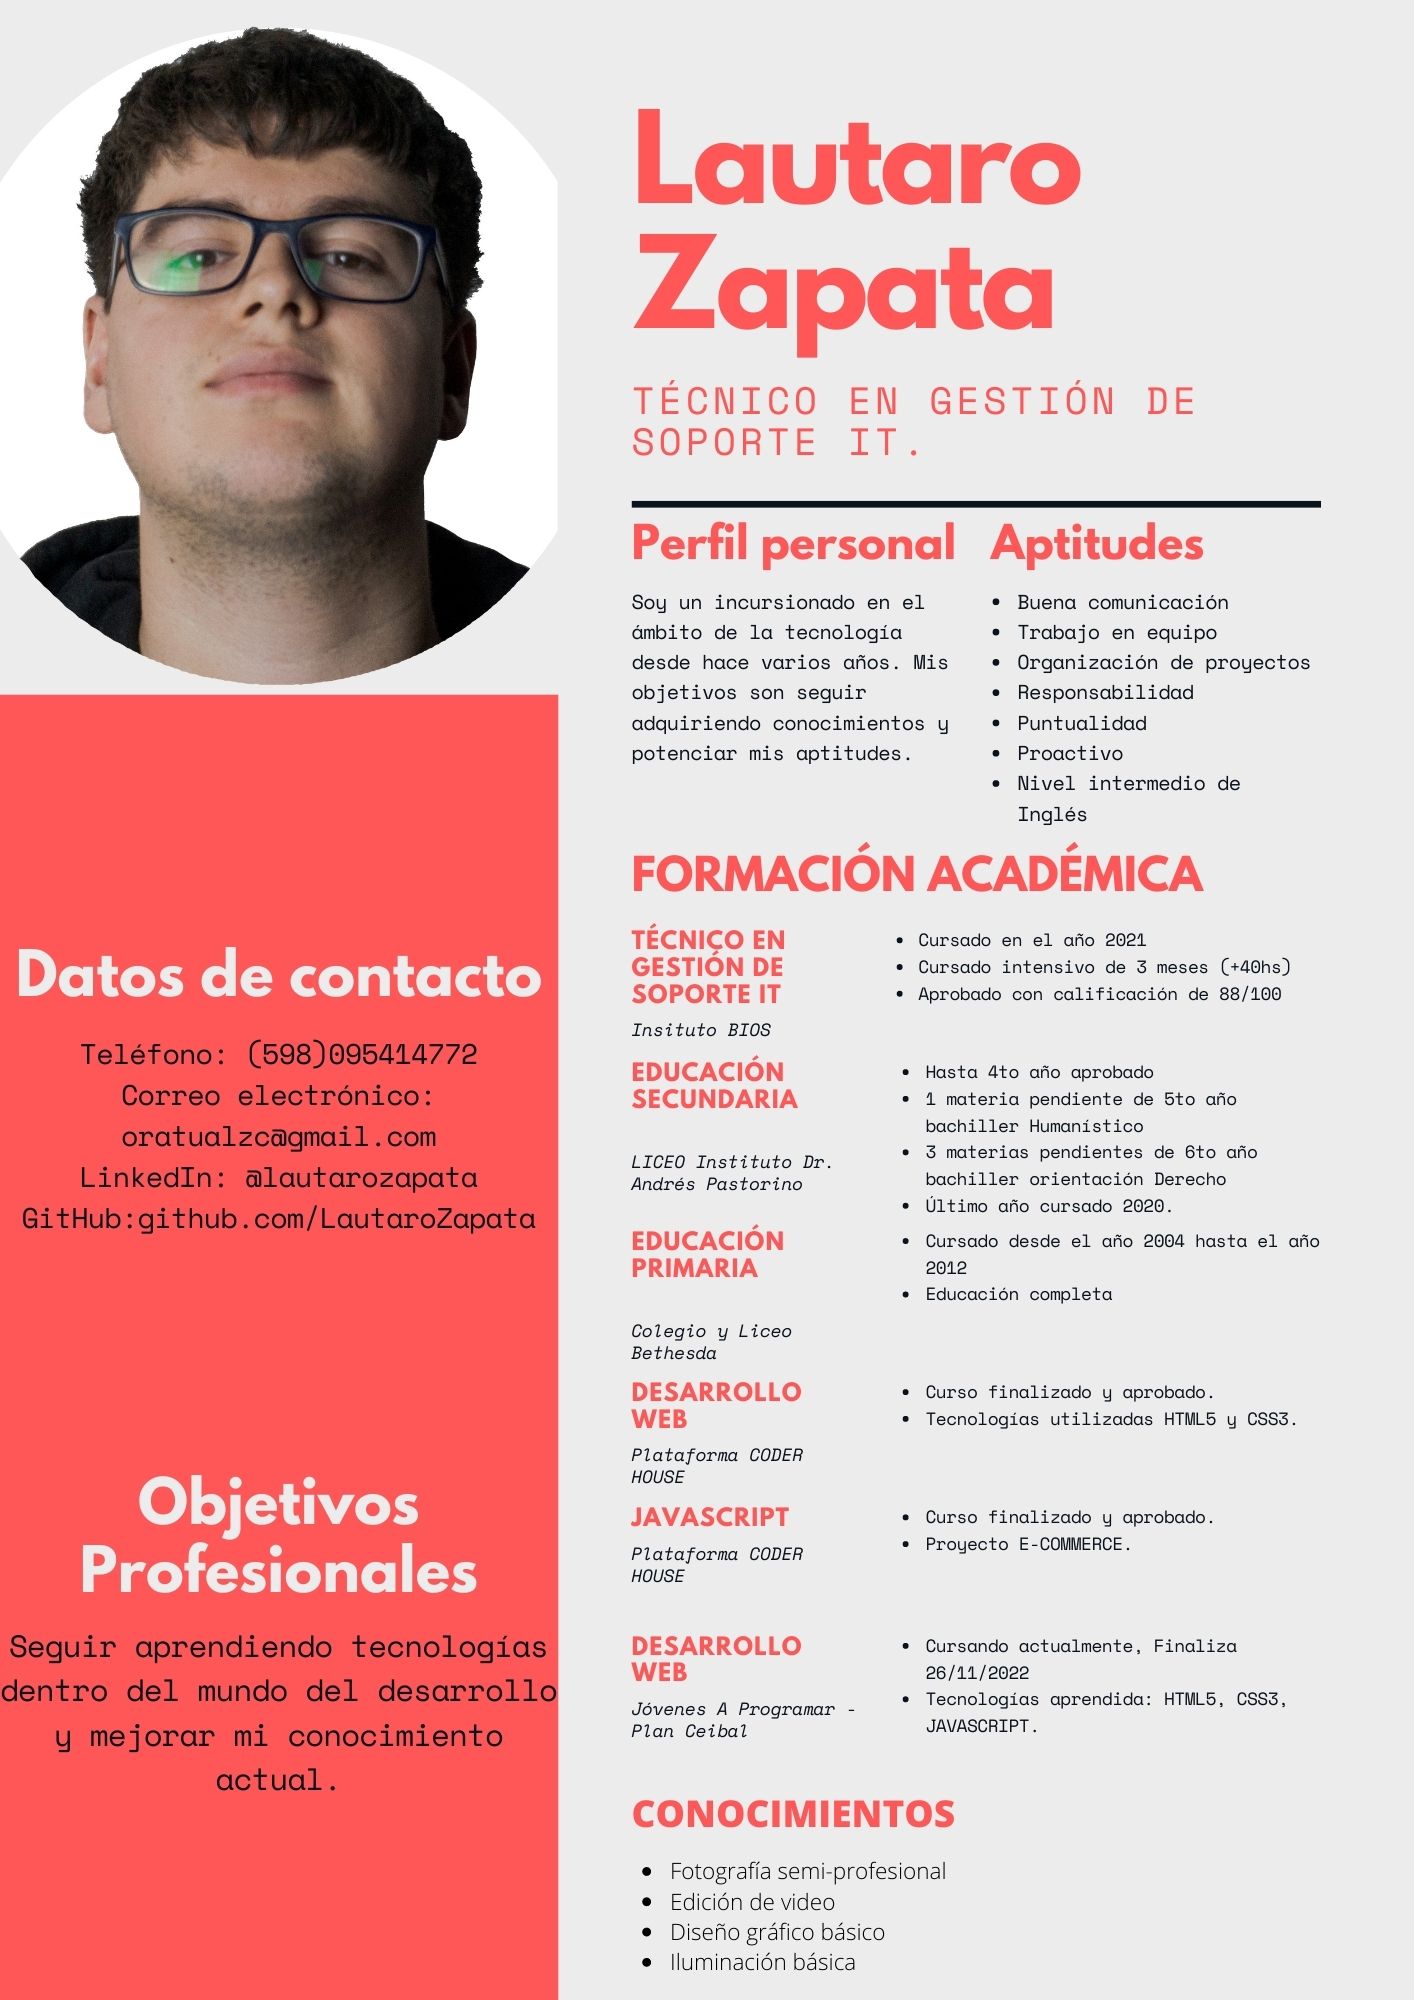 Lautaro
Zapata
TÉCNICO EN GESTIÓN DE
SOPORTE IT.
Perfil personal
Soy un incursionado en el
ámbito de la tecnología
desde hace varios años. Mis
objetivos son seguir
adquiriendo conocimientos y
potenciar mis aptitudes.
Aptitudes
• Buena comunicación
• Trabajo en equipo
• Organización de proyectos
• Responsabilidad
• Puntualidad
• Proactivo
• Nivel intermedio de
Inglés
Datos de contacto
Teléfono: (598)095414772
Correo electrónico:
oratualzc@gmail.com
LinkedIn: @lautarozapata
GitHub:github.com/LautaroZapata
Objetivos
Profesionales
Seguir aprendiendo tecnologías
dentro del mundo del desarrollo
y mejorar mi conocimiento
actual.
FORMACIÓN ACADÉMICA
TÉCNICO EN
GESTIÓN DE
SOPORTE IT
Insituto BIOS
• Cursado en el año 2021
• Cursado intensivo de 3 meses (+40hs)
• Aprobado con calificación de 88/100
EDUCACIÓN
SECUNDARIA
LICEO Instituto Dr.
Andrés Pastorino
• Hasta 4to año aprobado
• 1 materia pendiente de 5to año
bachiller Humanístico
• 3 materias pendientes de 6to año
bachiller orientación Derecho
• Último año cursado 2020.
EDUCACIÓN
PRIMARIA
Colegio y Liceo
Bethesda
• Cursado desde el año 2004 hasta el año
2012
• Educación completa
DESARROLLO
WEB
Plataforma CODER
HOUSE
• Curso finalizado y aprobado.
• Tecnologías utilizadas HTML5 y CSS3.
JAVASCRIPT
Plataforma CODER
HOUSE
• Curso finalizado y aprobado.
• Proyecto E-COMMERCE.
DESARROLLO
WEB
Jóvenes A Programar -
Plan Ceibal
• Cursando actualmente, Finaliza
26/11/2022
• Tecnologías aprendida: HTML5, CSS3,
JAVASCRIPT.
CONOCIMIENTOS
• Fotografía semi-profesional
• Edición de video
• Diseño gráfico básico
• Iluminación básica